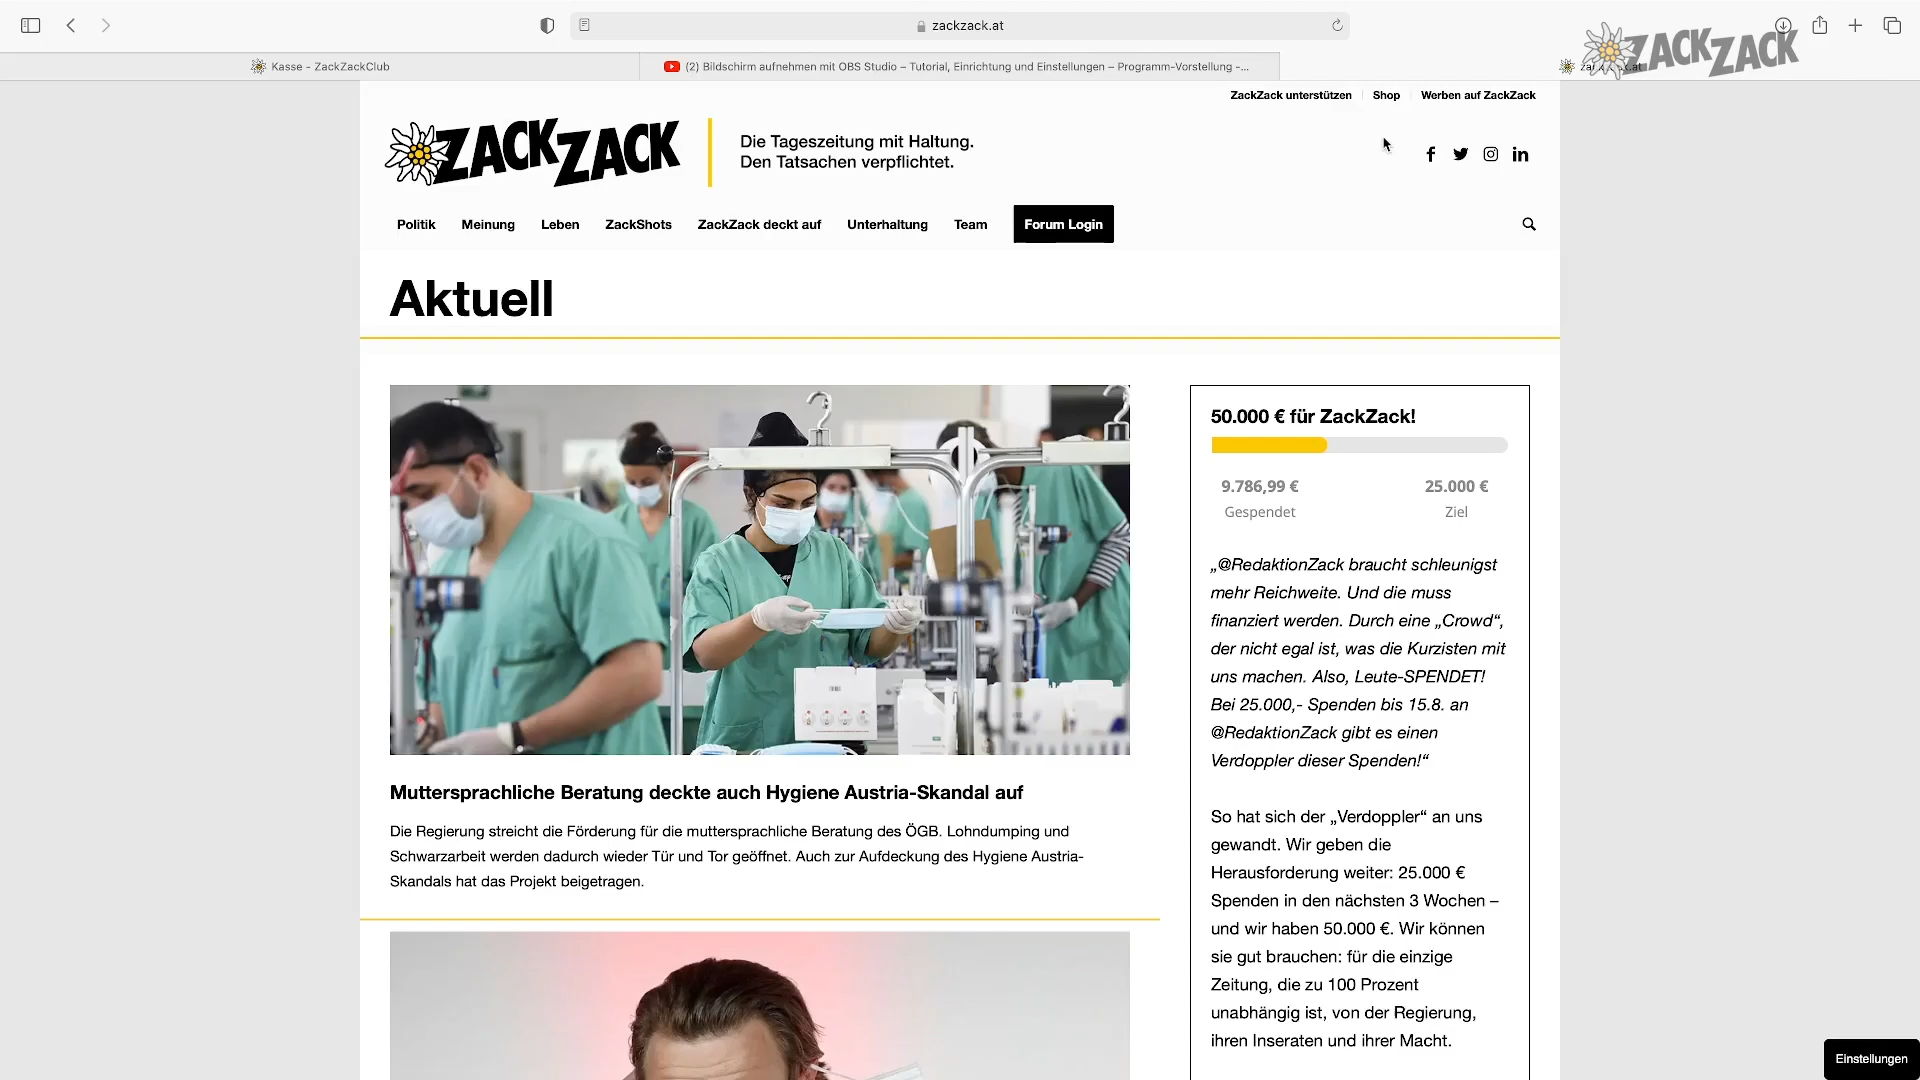 zackzack.at
ZACKZACK
Kasse - ZackZackClub
(2) Bildschirm aufnehmen mit OBS Studio – Tutorial, Einrichtung und Einstellungen – Programm-Vorstellung -...
ZackZack unterstützen
Shop
Werben auf ZackZack
ZACKZACK
Die Tageszeitung mit Haltung.
Den Tatsachen verpflichtet.
Politik
Meinung
Leben
ZackShots
ZackZack deckt auf
Unterhaltung
Team
Forum Login
Aktuell
Muttersprachliche Beratung deckte auch Hygiene Austria-Skandal auf
Die Regierung streicht die Förderung für die muttersprachliche Beratung des ÖGB. Lohndumping und
Schwarzarbeit werden dadurch wieder Tür und Tor geöffnet. Auch zur Aufdeckung des Hygiene Austria-
Skandals hat das Projekt beigetragen.
50.000 € für ZackZack!
9.786,99 €
25.000 €
Gespendet
Ziel
„@RedaktionZack braucht schleunigst
mehr Reichweite. Und die muss
finanziert werden. Durch eine „Crowd“,
der nicht egal ist, was die Kurzisten mit
uns machen. Also, Leute-SPENDET!
Bei 25.000,- Spenden bis 15.8. an
@RedaktionZack gibt es einen
Verdoppler dieser Spenden!“
So hat sich der „Verdoppler“ an uns
gewandt. Wir geben die
Herausforderung weiter: 25.000 €
Spenden in den nächsten 3 Wochen –
und wir haben 50.000 €. Wir können
sie gut brauchen: für die einzige
Zeitung, die zu 100 Prozent
unabhängig ist, von der Regierung,
ihren Inseraten und ihrer Macht.
Einstellungen